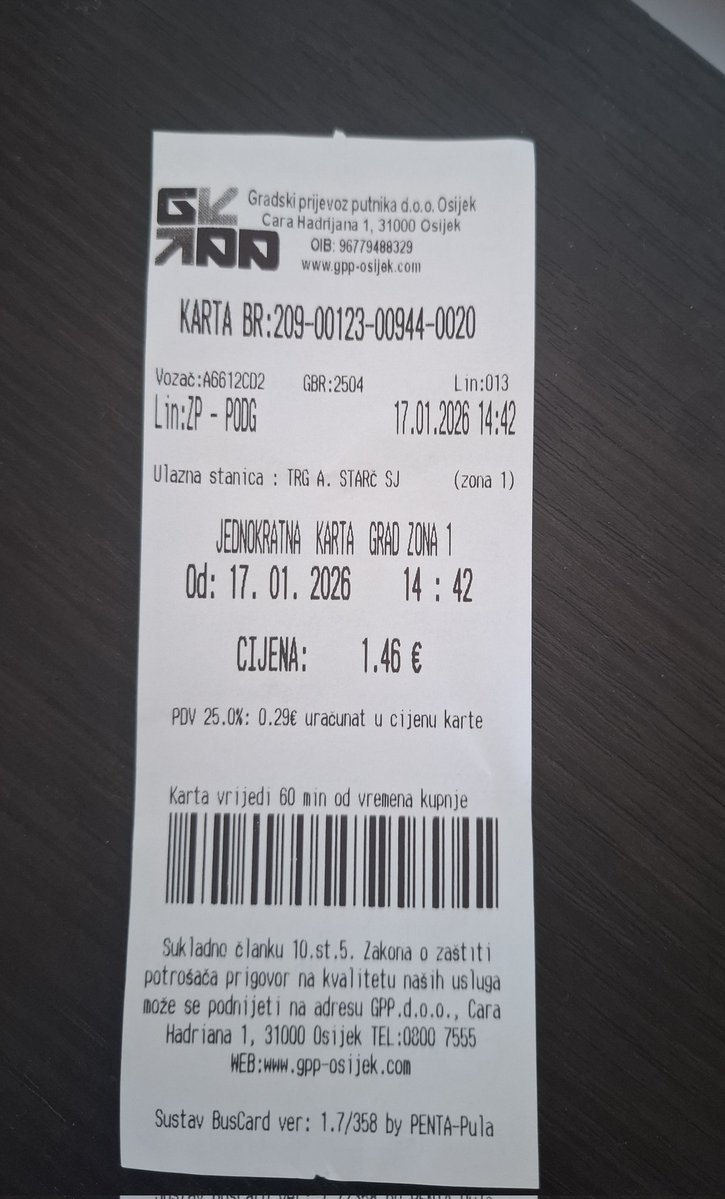 GPP
Gradski prijevoz putnika d.o.o. Osijek
Cara Hadrijana 1, 31000 Osijek
OIB: 96779488329
www.gpp-osijek.com
KARTA BR:209-00123-00944-0020
Vozač:A6612CD2 GBR:2504 Lin:013
Lin:ZP - PODG 17.01.2026 14:42
Ulazna stanica : TRG A. STARČ SJ (zona 1)
JEDNOKRATNA KARTA GRAD ZONA 1
Od: 17. 01. 2026 14 : 42
CIJENA: 1.46 €
PDV 25.0%: 0.29€ uračunat u cijenu karte
Karta vrijedi 60 min od vremena kupnje
Sukladno članku 10.st.5. Zakona o zaštiti
potrošača prigovor na kvalitetu naših usluga
može se podnijeti na adresu GPP.d.o.o., Cara
Hadriana 1, 31000 Osijek TEL:0800 7555
WEB:www.gpp-osijek.com
Sustav BusCard ver: 1.7/358 by PENTA-Pula